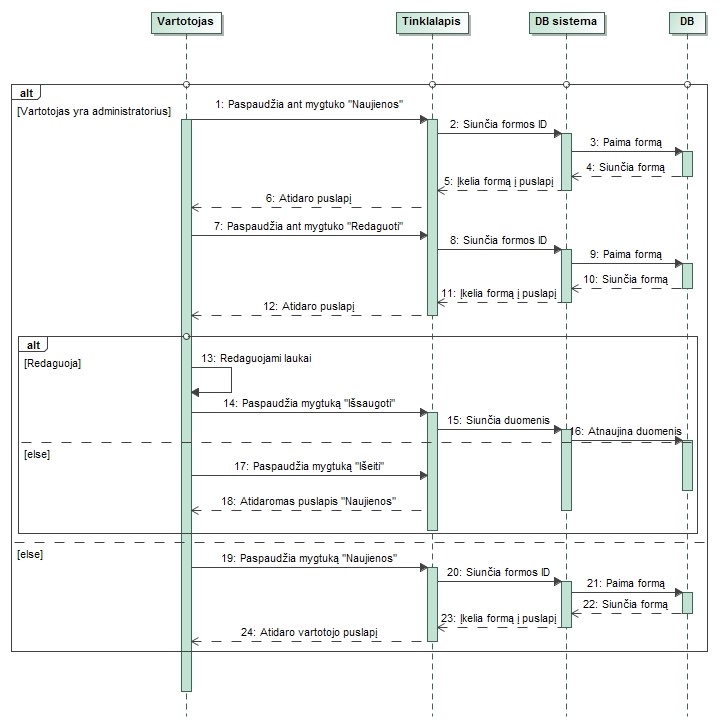 Vartotojas
Tinklalapis
DB sistema
DB
alt
[Vartotojas yra administratorius]
1: Paspaudžia ant mygtuko "Naujienos"
2: Siunčia formos ID
3: Paima formą
4: Siunčia formą
5: Įkelia formą į puslapį
6: Atidaro puslapį
7: Paspaudžia ant mygtuko "Redaguoti"
8: Siunčia formos ID
9: Paima formą
10: Siunčia formą
11: Įkelia formą į puslapį
12: Atidaro puslapį
alt
[Redaguoja]
13: Redaguojami laukai
14: Paspaudžia mygtuką "Išsaugoti"
15: Siunčia duomenis
16: Atnaujina duomenis
[else]
17: Paspaudžia mygtuką "Išeiti"
18: Atidaromas puslapis "Naujienos"
[else]
19: Paspaudžia mygtuką "Naujienos"
20: Siunčia formos ID
21: Paima formą
22: Siunčia formą
23: Įkelia formą į puslapį
24: Atidaro vartotojo puslapį